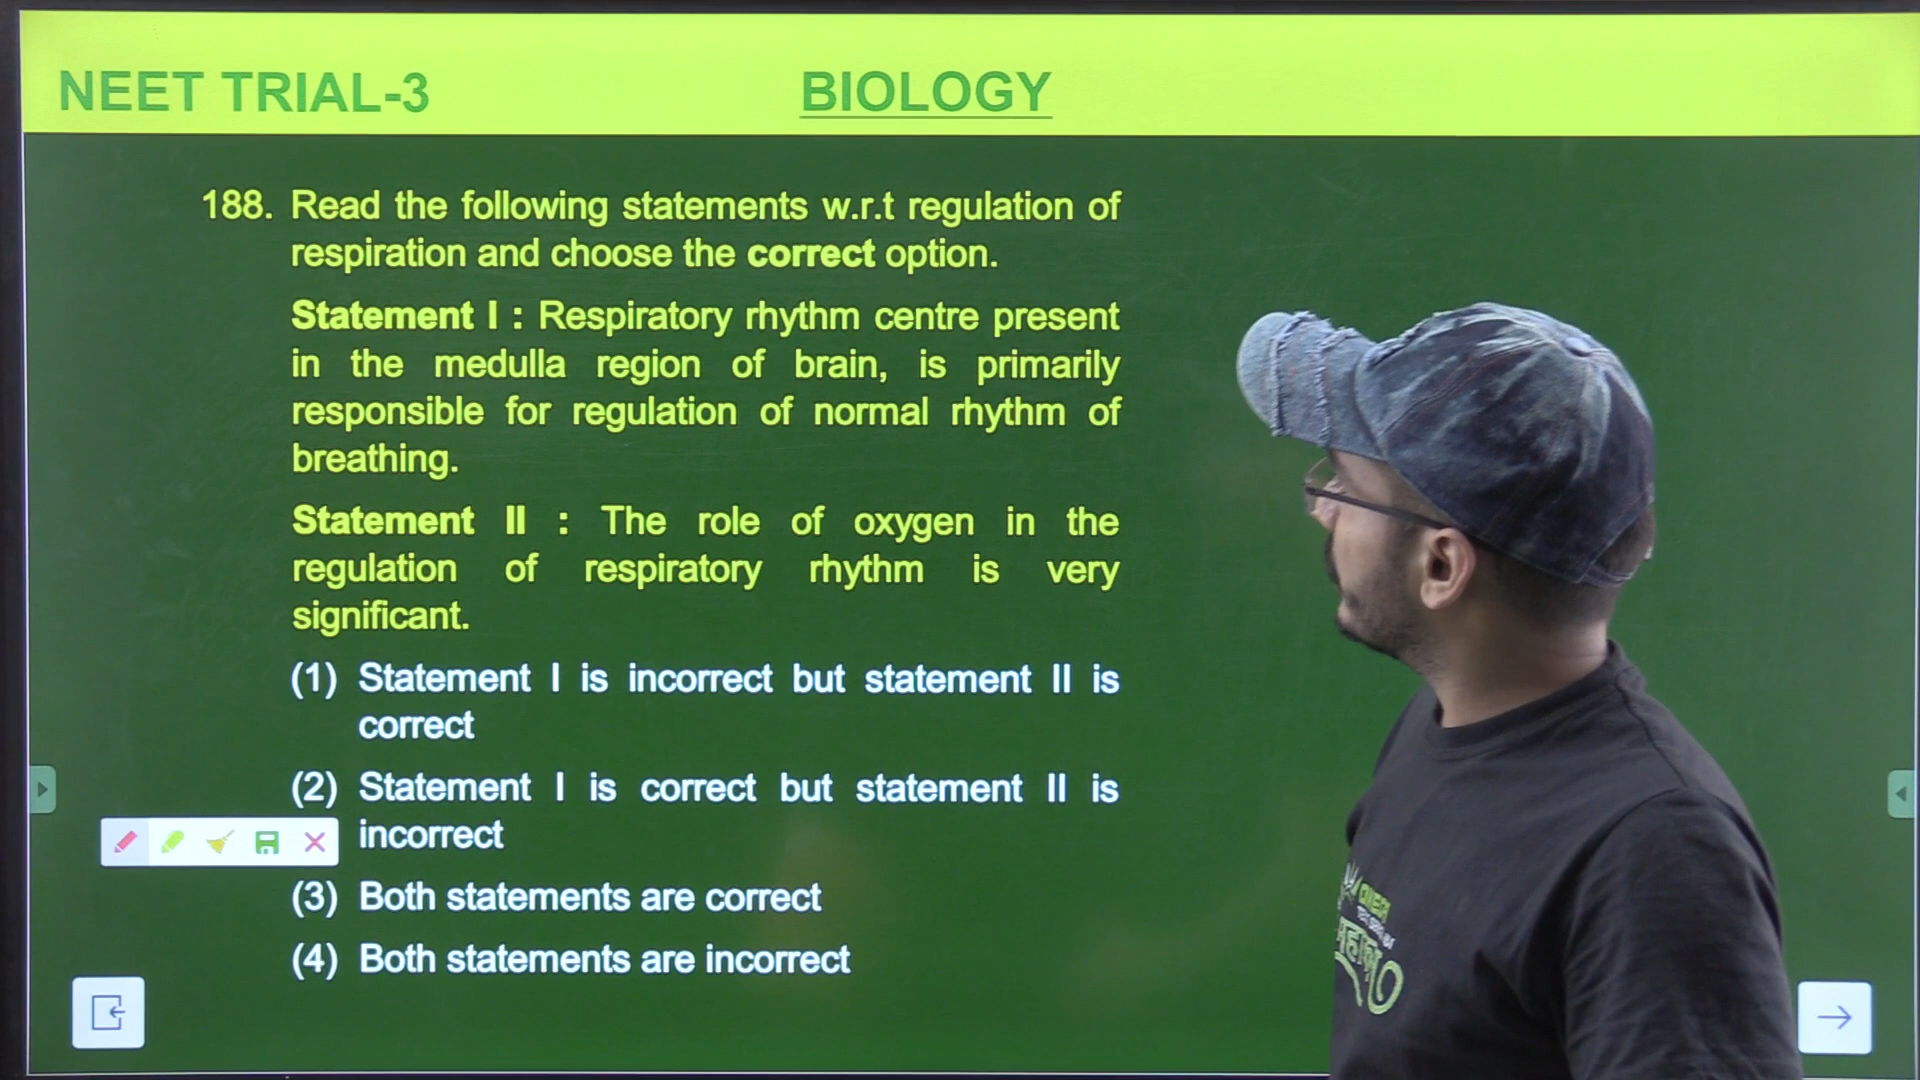 NEET TRIAL-3 BIOLOGY
188. Read the following statements w.r.t regulation of
respiration and choose the correct option.
Statement I : Respiratory rhythm centre present
in the medulla region of brain, is primarily
responsible for regulation of normal rhythm of
breathing.
Statement II : The role of oxygen in the
regulation of respiratory rhythm is very
significant.
(1) Statement I is incorrect but statement II is
correct
(2) Statement I is correct but statement II is
incorrect
(3) Both statements are correct
(4) Both statements are incorrect